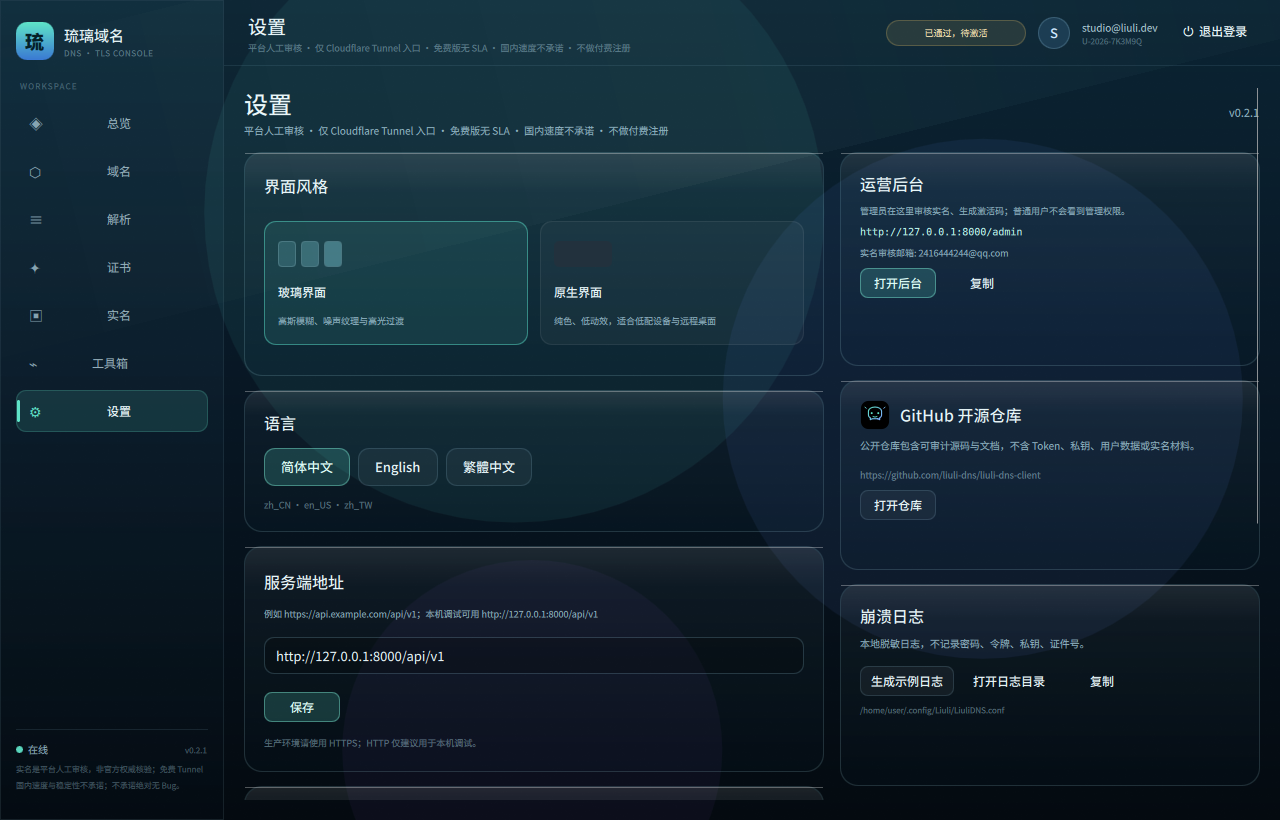 琉
琉璃域名
DNS · TLS CONSOLE
WORKSPACE
总览
域名
解析
证书
实名
工具箱
设置
在线
v0.2.1
实名是平台人工审核，非官方权威核验；免费 Tunnel
国内速度与稳定性不承诺；不承诺绝对无 Bug。
设置
平台人工审核 · 仅 Cloudflare Tunnel 入口 · 免费版无 SLA · 国内速度不承诺 · 不做付费注册
已通过，待激活
S
studio@liuli.dev
U-2026-7K3M9Q
退出登录
设置
平台人工审核 · 仅 Cloudflare Tunnel 入口 · 免费版无 SLA · 国内速度不承诺 · 不做付费注册
v0.2.1
界面风格
玻璃界面
高斯模糊、噪声纹理与高光过渡
原生界面
纯色、低动效，适合低配设备与远程桌面
语言
简体中文
English
繁體中文
zh_CN · en_US · zh_TW
服务端地址
例如 https://api.example.com/api/v1；本机调试可用 http://127.0.0.1:8000/api/v1
http://127.0.0.1:8000/api/v1
保存
生产环境请使用 HTTPS；HTTP 仅建议用于本机调试。
运营后台
管理员在这里审核实名、生成激活码；普通用户不会看到管理权限。
http://127.0.0.1:8000/admin
实名审核邮箱: 2416444244@qq.com
打开后台
复制
GitHub 开源仓库
公开仓库包含可审计源码与文档，不含 Token、私钥、用户数据或实名材料。
https://github.com/liuli-dns/liuli-dns-client
打开仓库
崩溃日志
本地脱敏日志，不记录密码、令牌、私钥、证件号。
生成示例日志
打开日志目录
复制
/home/user/.config/Liuli/LiuliDNS.conf